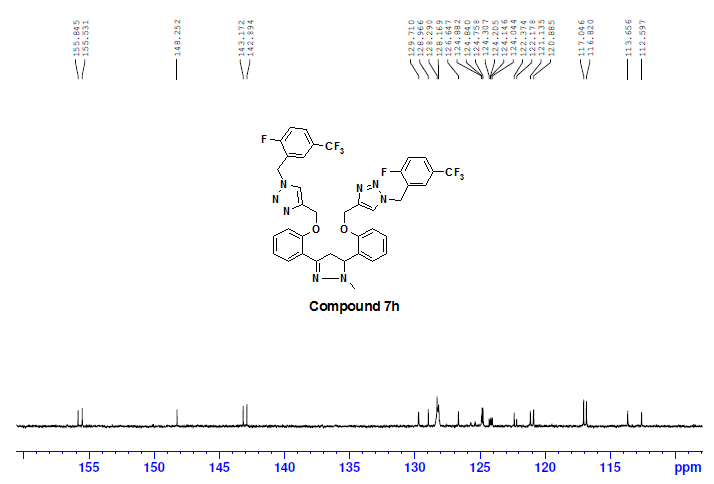 155.845
155.531
148.252
143.172
142.894
129.710
128.966
128.290
128.169
126.647
124.882
124.840
124.758
124.307
124.205
124.146
124.044
122.374
122.178
121.135
120.885
117.046
116.820
113.656
112.597
F
CF3
N
N
N
O
F
CF3
N
N
N
O
N
N
Compound 7h
155
150
145
140
135
130
125
120
115
ppm